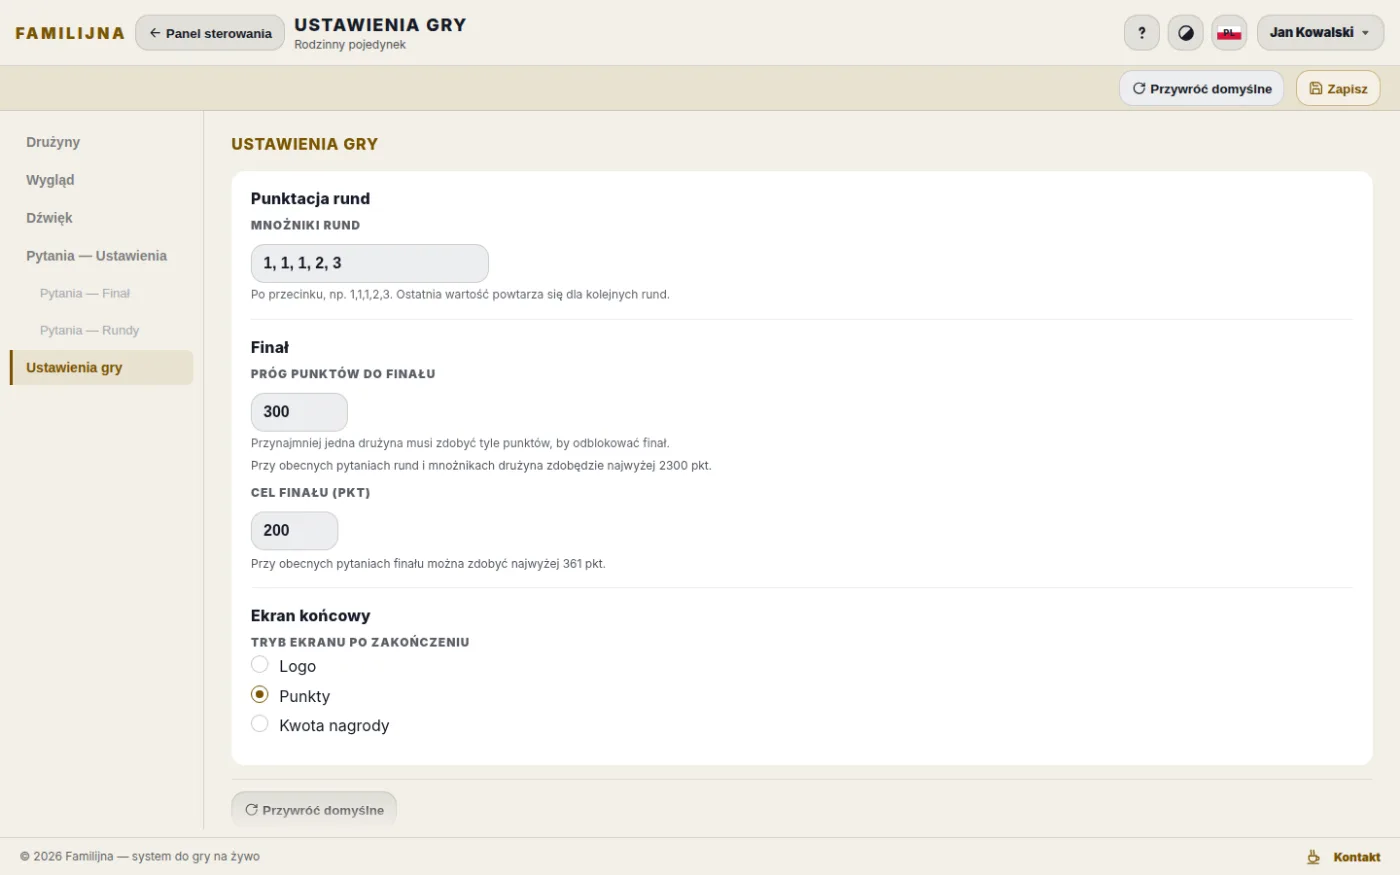 FAMILIJNA
← Panel sterowania
USTAWIENIA GRY
Rodzinny pojedynek
?
PL
Jan Kowalski
Przywróć domyślne
Zapisz
Drużyny
Wygląd
Dźwięk
Pytania — Ustawienia
Pytania — Finał
Pytania — Rundy
Ustawienia gry
USTAWIENIA GRY
Punktacja rund
MNOŻNIKI RUND
1, 1, 1, 2, 3
Po przecinku, np. 1,1,1,2,3. Ostatnia wartość powtarza się dla kolejnych rund.
Finał
PRÓG PUNKTÓW DO FINAŁU
300
Przynajmniej jedna drużyna musi zdobyć tyle punktów, by odblokować finał.
Przy obecnych pytaniach rund i mnożnikach drużyna zdobędzie najwyżej 2300 pkt.
CEL FINAŁU (PKT)
200
Przy obecnych pytaniach finału można zdobyć najwyżej 361 pkt.
Ekran końcowy
TRYB EKRANU PO ZAKOŃCZENIU
Logo
Punkty
Kwota nagrody
Przywróć domyślne
© 2026 Familijna — system do gry na żywo
Kontakt